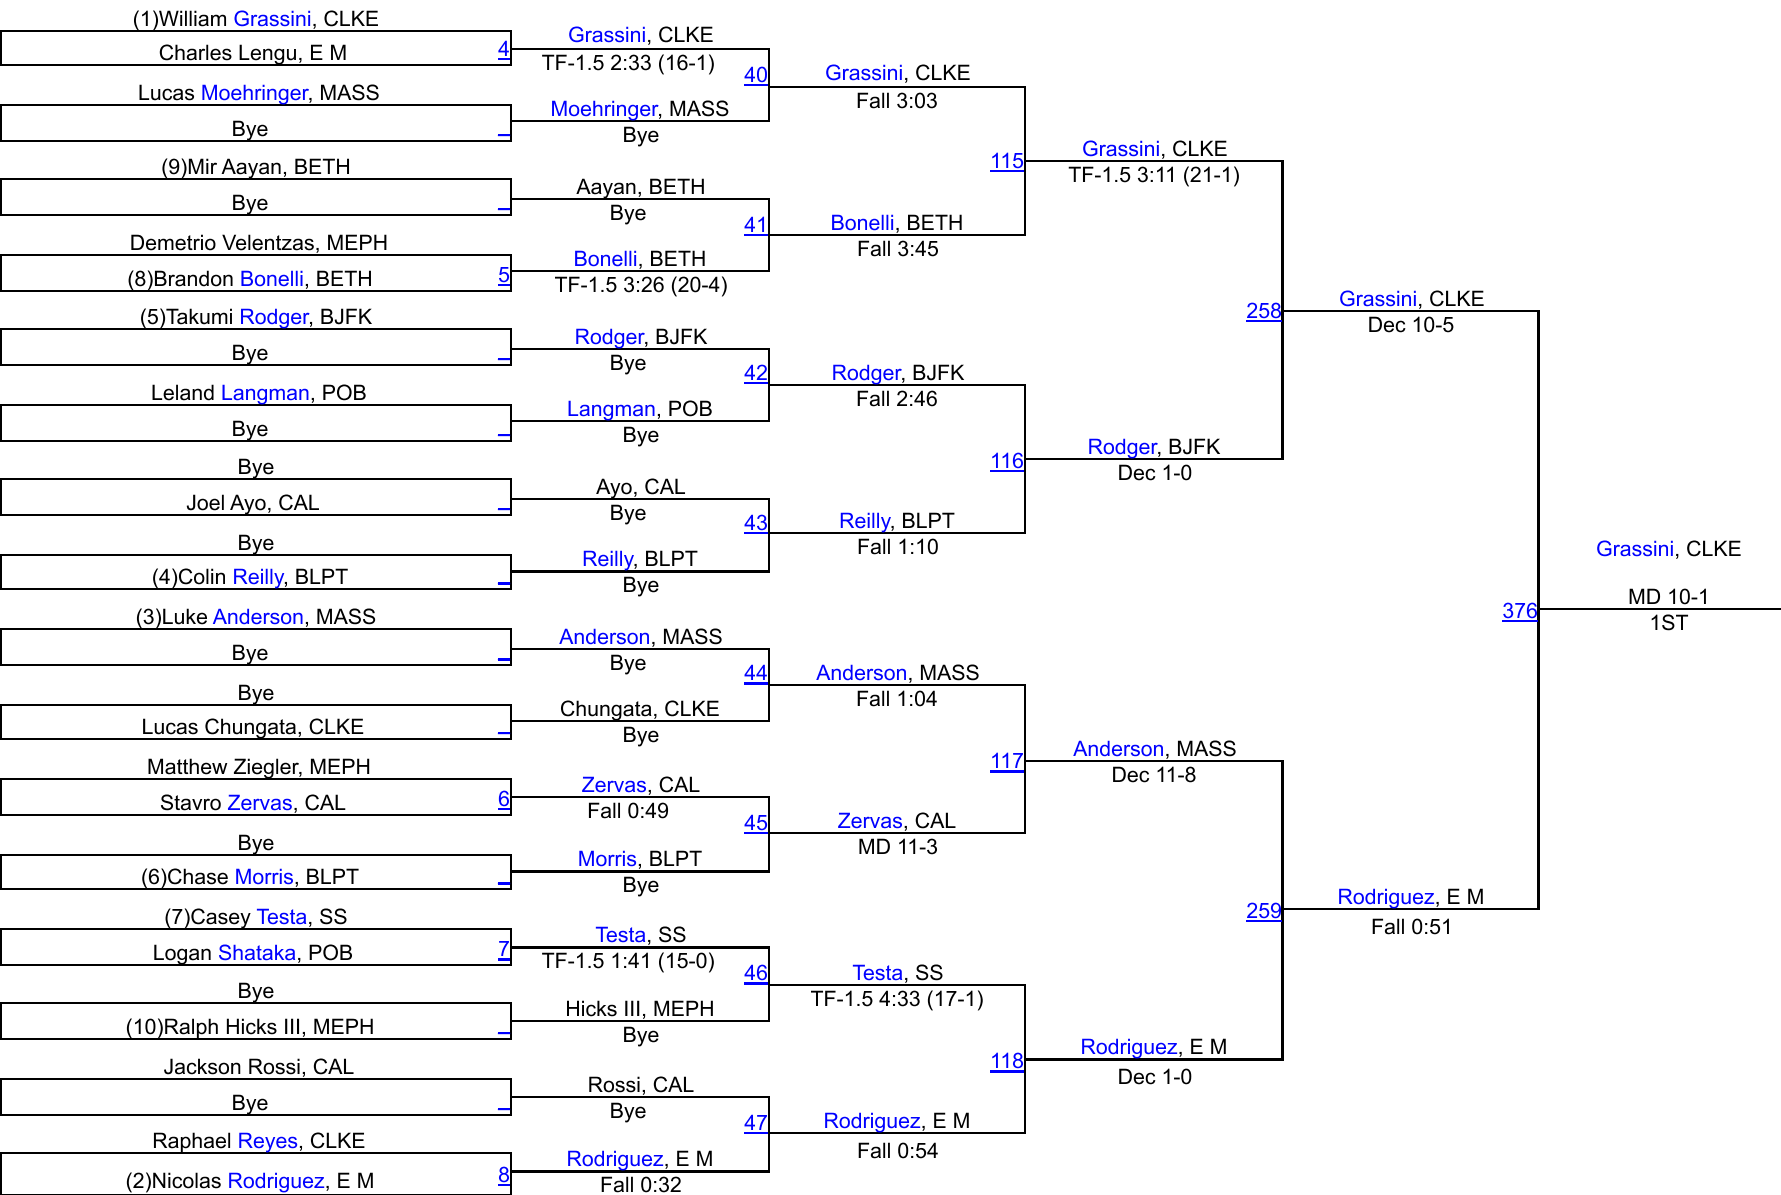 (1)William Grassini, CLKE
Charles Lengu, E M
4
Lucas Moehringer, MASS
Bye
(9)Mir Aayan, BETH
Bye
Demetrio Velentzas, MEPH
(8)Brandon Bonelli, BETH
5
(5)Takumi Rodger, BJFK
Bye
Leland Langman, POB
Bye
Bye
Joel Ayo, CAL
Bye
(4)Colin Reilly, BLPT
(3)Luke Anderson, MASS
Bye
Bye
Lucas Chungata, CLKE
Matthew Ziegler, MEPH
Stavro Zervas, CAL
6
Bye
(6)Chase Morris, BLPT
(7)Casey Testa, SS
Logan Shataka, POB
7
Bye
(10)Ralph Hicks III, MEPH
Jackson Rossi, CAL
Bye
Raphael Reyes, CLKE
(2)Nicolas Rodriguez, E M
8
Grassini, CLKE
TF-1.5 2:33 (16-1)
40
Moehringer, MASS
Bye
Aayan, BETH
Bye
41
Bonelli, BETH
TF-1.5 3:26 (20-4)
Rodger, BJFK
Bye
42
Langman, POB
Bye
Ayo, CAL
Bye
43
Reilly, BLPT
Bye
Anderson, MASS
Bye
44
Chungata, CLKE
Bye
Zervas, CAL
Fall 0:49
45
Morris, BLPT
Bye
Testa, SS
TF-1.5 1:41 (15-0)
46
Hicks III, MEPH
Bye
Rossi, CAL
Bye
47
Rodriguez, E M
Fall 0:32
Grassini, CLKE
Fall 3:03
115
Bonelli, BETH
Fall 3:45
Rodger, BJFK
Fall 2:46
116
Reilly, BLPT
Fall 1:10
Anderson, MASS
Fall 1:04
117
Zervas, CAL
MD 11-3
Testa, SS
TF-1.5 4:33 (17-1)
118
Rodriguez, E M
Fall 0:54
Grassini, CLKE
TF-1.5 3:11 (21-1)
258
Rodger, BJFK
Dec 1-0
Anderson, MASS
Dec 11-8
259
Rodriguez, E M
Dec 1-0
Grassini, CLKE
Dec 10-5
376
Rodriguez, E M
Fall 0:51
Grassini, CLKE
MD 10-1
1ST